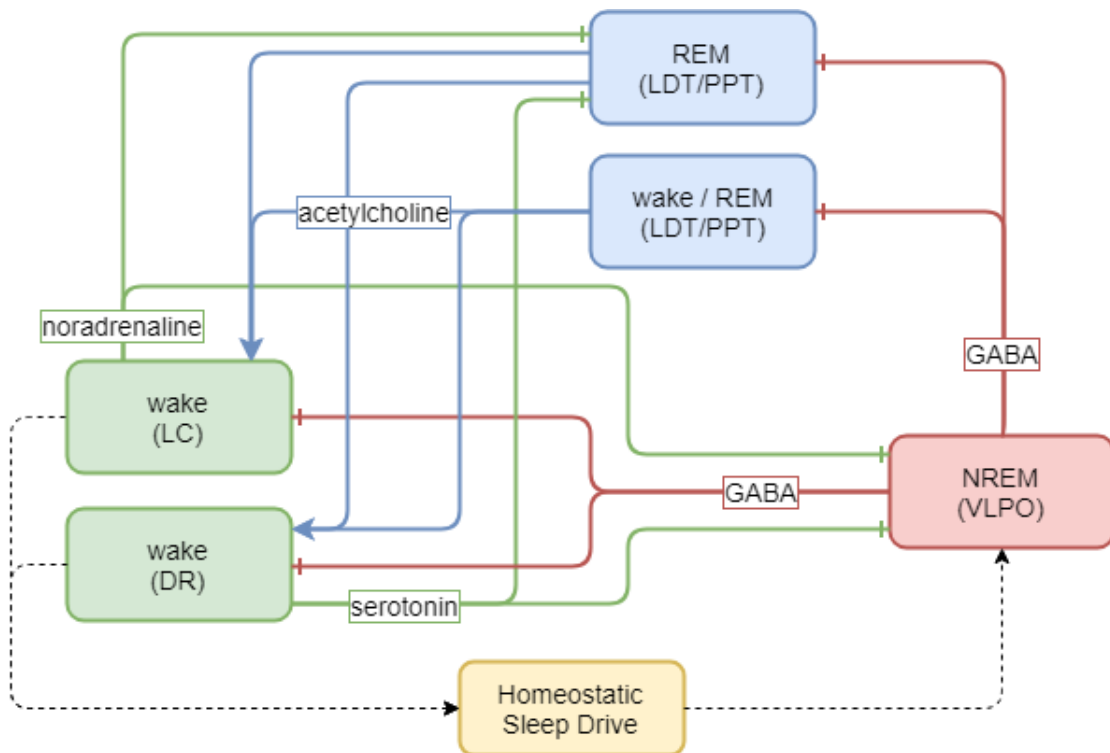 REM
(LDT/PPT)
wake / REM
(LDT/PPT)
acetylcholine
noradrenaline
GABA
wake
(LC)
NREM
(VLPO)
GABA
wake
(DR)
serotonin
Homeostatic
Sleep Drive